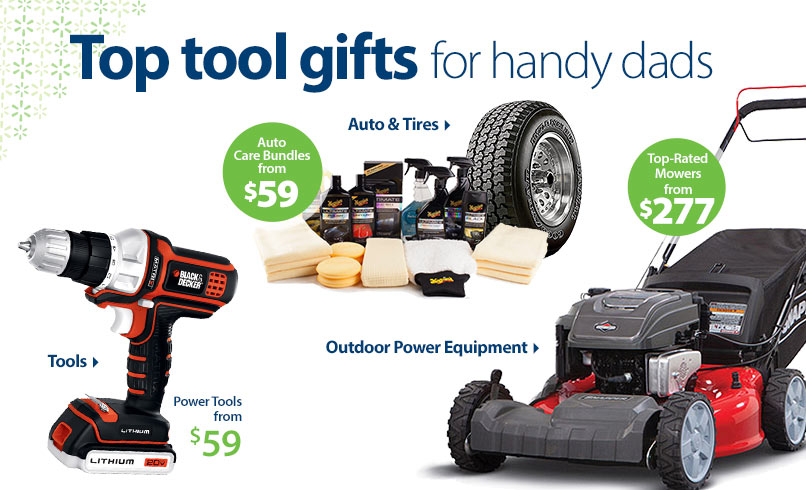 Top tool gifts for handy dads
Auto & Tires
Auto
Care Bundles
from
$59
Top-Rated
Mowers
from
$277
BLACK&
DECKER
Tools
Outdoor Power Equipment
Power Tools
from
$59
LITHIUM
LITHIUM 20V